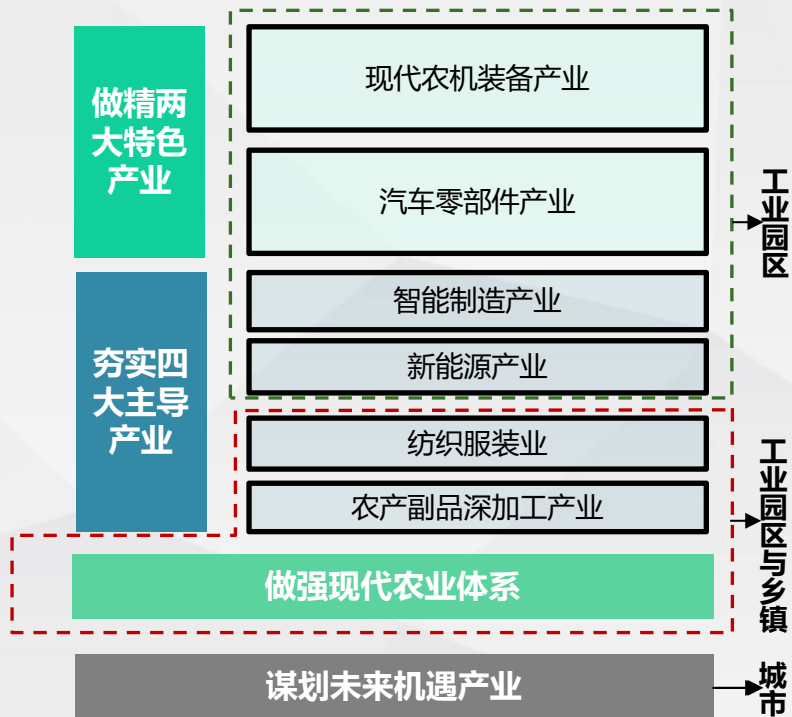 做精两
大特色
产业
现代农机装备产业
汽车零部件产业
工业园区
夯实四
大主导
产业
智能制造产业
新能源产业
纺织服装业
农产副品深加工产业
工业园区与乡镇
做强现代农业体系
谋划未来机遇产业
城市